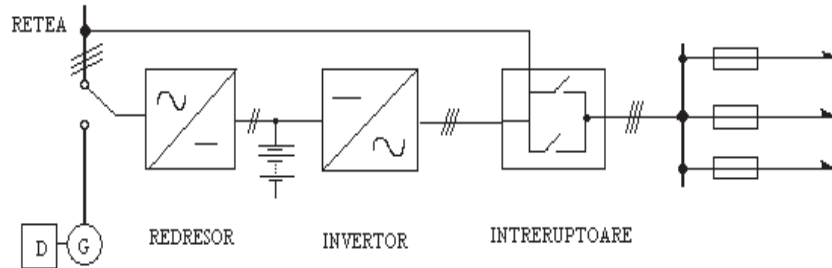 RETEA
D G
REDRESOR
INVERTOR
INTRERUPTOARE